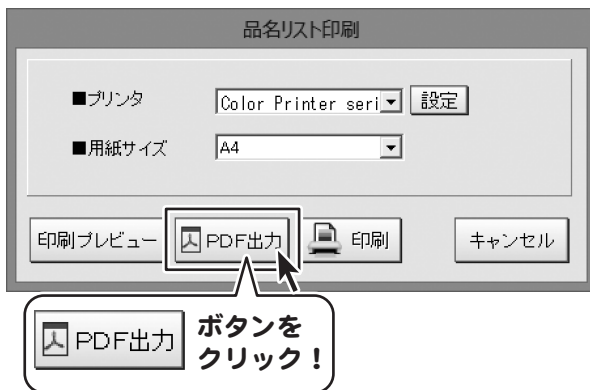 品名リスト印刷
■プリンタ
Color Printer seri
設定
■用紙サイズ
A4
印刷プレビュー
PDF出力
印刷
キャンセル
PDF出力
ボタンを
クリック！